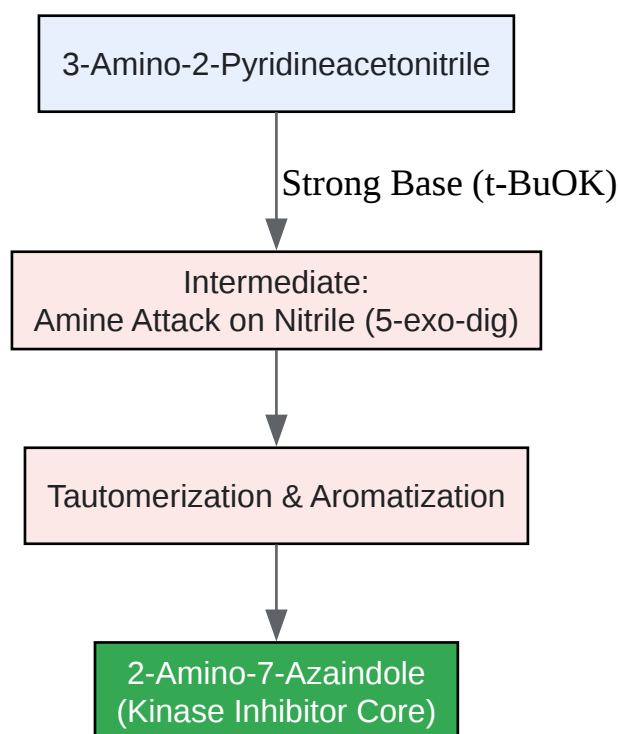 3-Amino-2-Pyridineacetonitrile
Strong Base (t-BuOK)
Intermediate:
Amine Attack on Nitrile (5-exo-dig)
Tautomerization & Aromatization
2-Amino-7-Azaindole
(Kinase Inhibitor Core)